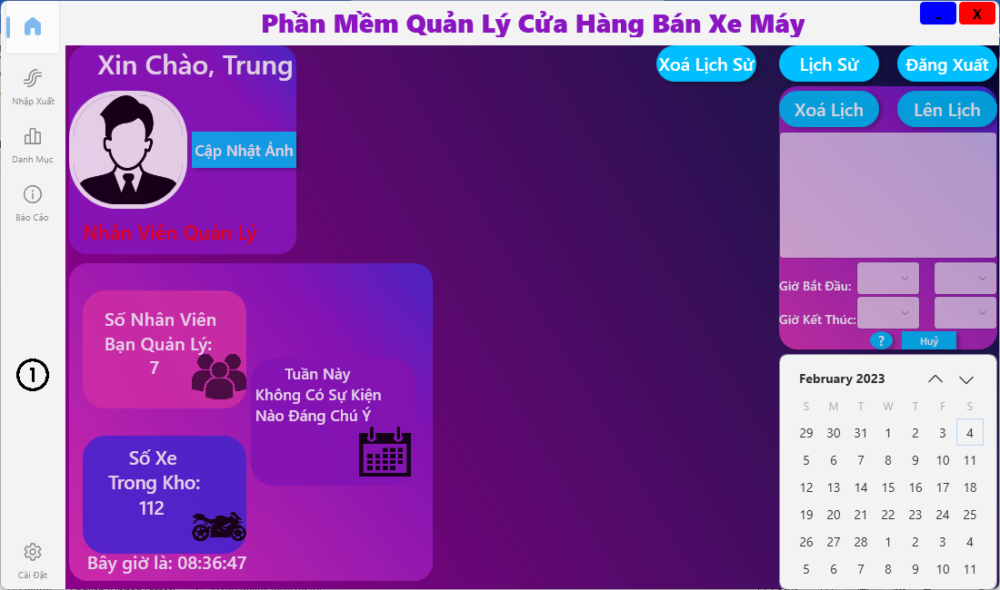 Phần Mềm Quản Lý Cửa Hàng Bán Xe Máy
_
X
Nhập Xuất
Danh Mục
Báo Cáo
1
Cài Đặt
Xin Chào, Trung
Cập Nhật Ảnh
Nhân Viên Quản Lý
Số Nhân Viên
Bạn Quản Lý:
7
Tuần Này
Không Có Sự Kiện
Nào Đáng Chú Ý
Số Xe
Trong Kho:
112
Bây giờ là: 08:36:47
Xoá Lịch Sử
Lịch Sử
Đăng Xuất
Xoá Lịch
Lên Lịch
Giờ Bắt Đầu:
Giờ Kết Thúc:
?
Huỷ
February 2023
S M T W T F S
29 30 31 1 2 3 4
5 6 7 8 9 10 11
12 13 14 15 16 17 18
19 20 21 22 23 24 25
26 27 28 1 2 3 4
5 6 7 8 9 10 11